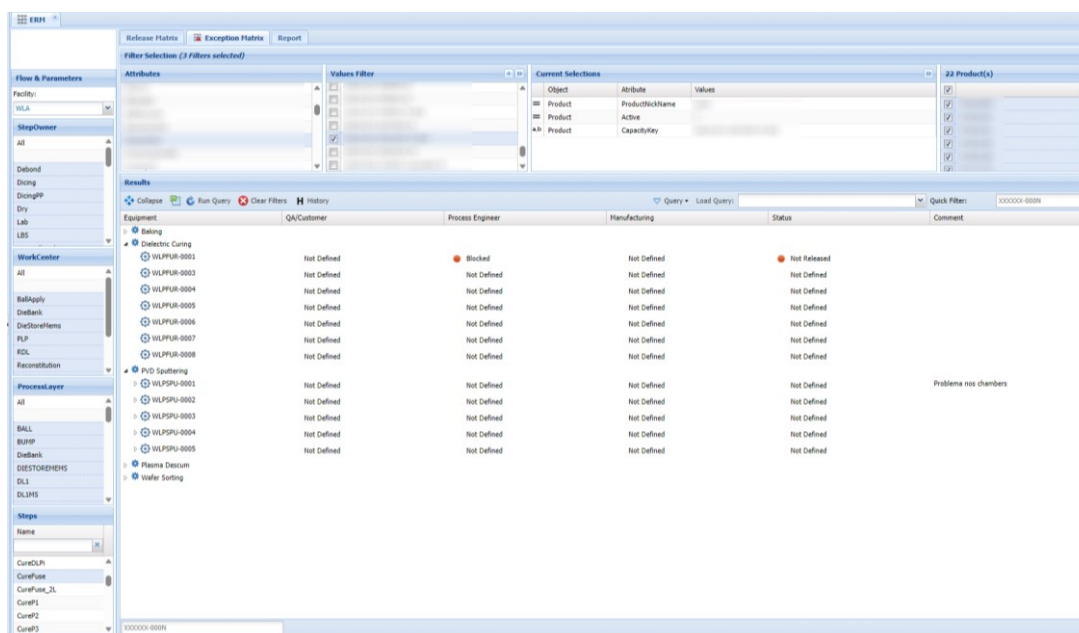 ERM
Release Matrix Exception Matrix Report
Filter Selection (3 Filters selected)
Flow & Parameters
Facility:
WLA
StepOwner
All
Debond
Dicing
DicingPP
Dry
Lab
LBS
WorkCenter
All
BallApply
DieBank
DieStoreMems
PLP
RDL
Reconstitution
ProcessLayer
All
BALL
BUMP
DieBank
DIESTOREMEMS
DL1
DL1MS
Steps
Name
CureDLPi
CureFuse
CureFuse_2L
CureP1
CureP2
CureP3
Attributes
Values Filter
Current Selections
Object Atribute Values
Product ProductNickName
Product Active
a,b Product CapacityKey
22 Product(s)
Results
Collapse Run Query Clear Filters History Query Load Query: Quick Filter: XXXXXX-000N
Equipment QA/Customer Process Engineer Manufacturing Status Comment
Baking
Dielectric Curing
WLPFUR-0001 Not Defined Blocked Not Defined Not Released
WLPFUR-0003 Not Defined Not Defined Not Defined Not Defined
WLPFUR-0004 Not Defined Not Defined Not Defined Not Defined
WLPFUR-0005 Not Defined Not Defined Not Defined Not Defined
WLPFUR-0006 Not Defined Not Defined Not Defined Not Defined
WLPFUR-0007 Not Defined Not Defined Not Defined Not Defined
WLPFUR-0008 Not Defined Not Defined Not Defined Not Defined
PVD Sputtering
WLPSPU-0001 Not Defined Not Defined Not Defined Not Defined Problema nos chambers
WLPSPU-0002 Not Defined Not Defined Not Defined Not Defined
WLPSPU-0003 Not Defined Not Defined Not Defined Not Defined
WLPSPU-0004 Not Defined Not Defined Not Defined Not Defined
WLPSPU-0005 Not Defined Not Defined Not Defined Not Defined
Plasma Descum
Wafer Sorting
XXXXXX-000N